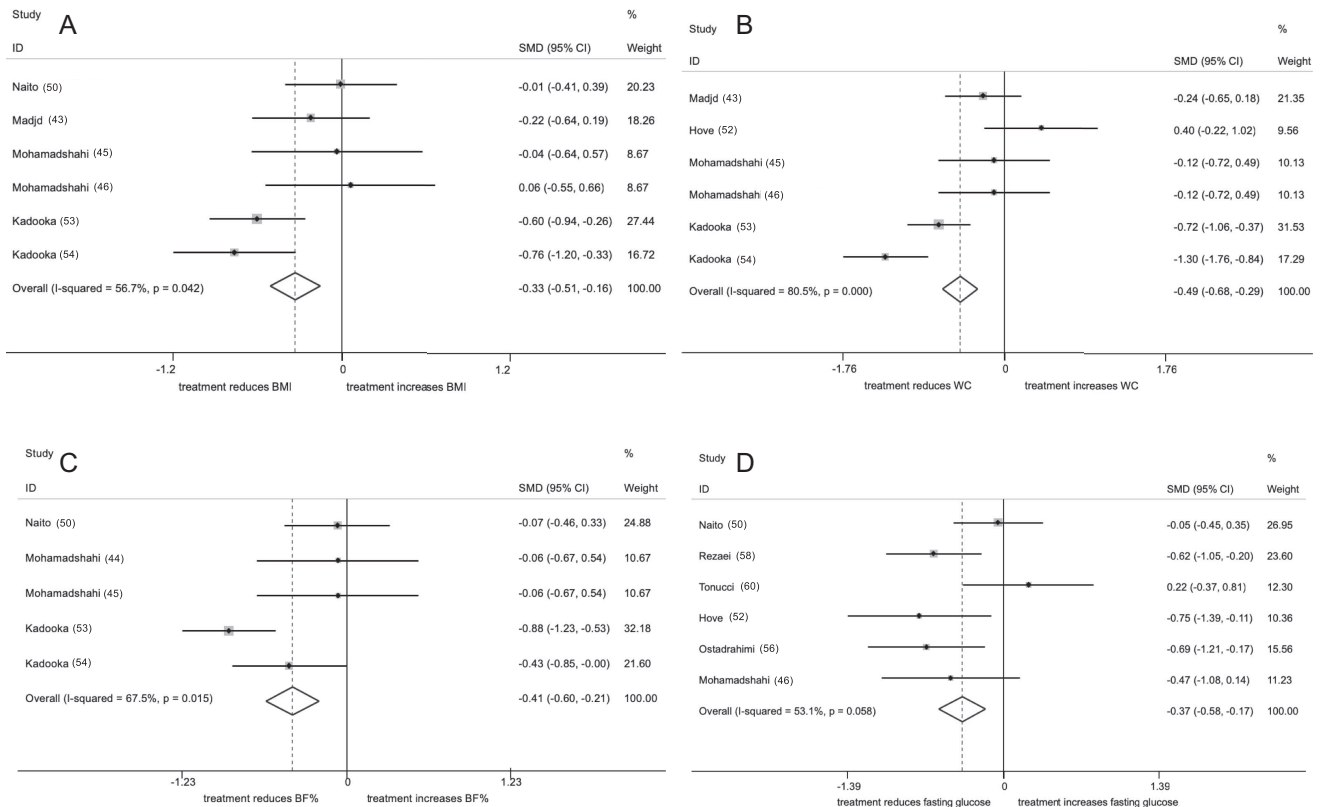 A
Study %
ID SMD (95% CI) Weight
Naito (50) -0.01 (-0.41, 0.39) 20.23
Madjd (43) -0.22 (-0.64, 0.19) 18.26
Mohamadshahi (45) -0.04 (-0.64, 0.57) 8.67
Mohamadshahi (46) 0.06 (-0.55, 0.66) 8.67
Kadooka (53) -0.60 (-0.94, -0.26) 27.44
Kadooka (54) -0.76 (-1.20, -0.33) 16.72
Overall (I-squared = 56.7%, p = 0.042) -0.33 (-0.51, -0.16) 100.00
-1.2 0 1.2
treatment reduces BMI treatment increases BMI
B
Study %
ID SMD (95% CI) Weight
Madjd (43) -0.24 (-0.65, 0.18) 21.35
Hove (52) 0.40 (-0.22, 1.02) 9.56
Mohamadshahi (45) -0.12 (-0.72, 0.49) 10.13
Mohamadshah (46) -0.12 (-0.72, 0.49) 10.13
Kadooka (53) -0.72 (-1.06, -0.37) 31.53
Kadooka (54) -1.30 (-1.76, -0.84) 17.29
Overall (I-squared = 80.5%, p = 0.000) -0.49 (-0.68, -0.29) 100.00
-1.76 0 1.76
treatment reduces WC treatment increases WC
C
Study %
ID SMD (95% CI) Weight
Naito (50) -0.07 (-0.46, 0.33) 24.88
Mohamadshahi (44) -0.06 (-0.67, 0.54) 10.67
Mohamadshahi (45) -0.06 (-0.67, 0.54) 10.67
Kadooka (53) -0.88 (-1.23, -0.53) 32.18
Kadooka (54) -0.43 (-0.85, -0.00) 21.60
Overall (I-squared = 67.5%, p = 0.015) -0.41 (-0.60, -0.21) 100.00
-1.23 0 1.23
treatment reduces BF% treatment increases BF%
D
Study %
ID SMD (95% CI) Weight
Naito (50) -0.05 (-0.45, 0.35) 26.95
Rezaei (58) -0.62 (-1.05, -0.20) 23.60
Tonucci (60) 0.22 (-0.37, 0.81) 12.30
Hove (52) -0.75 (-1.39, -0.11) 10.36
Ostadrahimi (56) -0.69 (-1.21, -0.17) 15.56
Mohamadshahi (46) -0.47 (-1.08, 0.14) 11.23
Overall (I-squared = 53.1%, p = 0.058) -0.37 (-0.58, -0.17) 100.00
-1.39 0 1.39
treatment reduces fasting glucose treatment increases fasting glucose